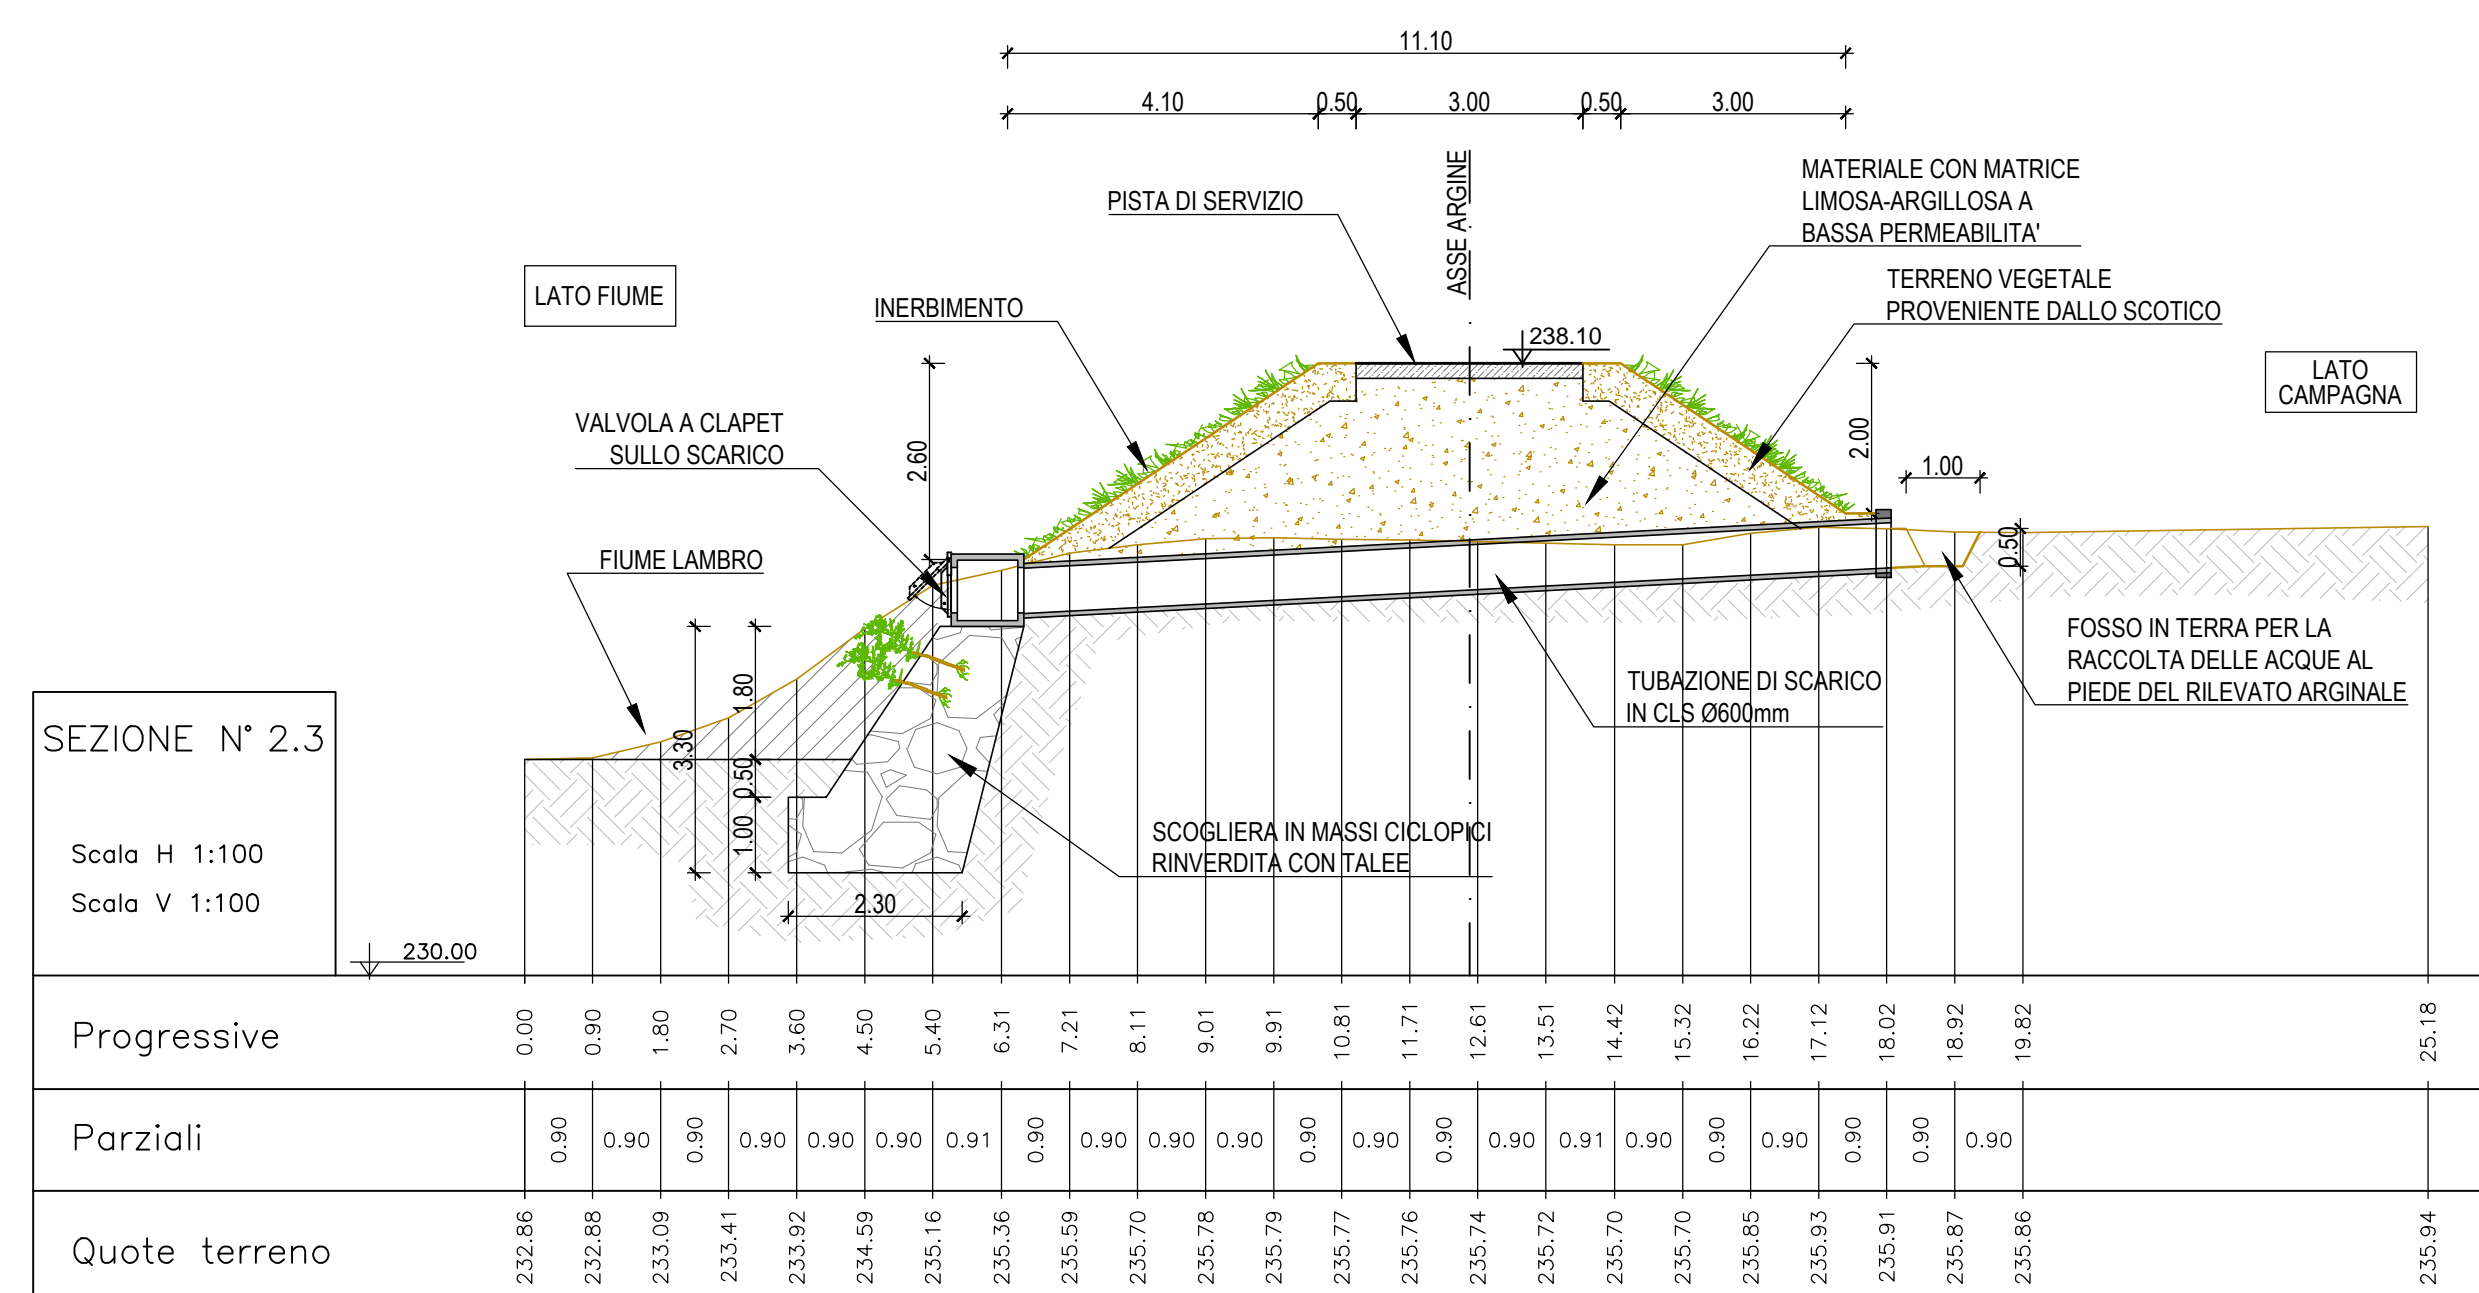 11.10
4.10 0.50 3.00 0.50 3.00
ASSE ARGINE
PISTA DI SERVIZIO
MATERIALE CON MATRICE
LIMOSA-ARGILLOSA A
BASSA PERMEABILITA'
LATO FIUME
INERBIMENTO
TERRENO VEGETALE
PROVENIENTE DALLO SCOTICO
238.10
LATO
CAMPAGNA
VALVOLA A CLAPET
SULLO SCARICO
2.60
2.00
1.00
FIUME LAMBRO
0.50
FOSSO IN TERRA PER LA
RACCOLTA DELLE ACQUE AL
PIEDE DEL RILEVATO ARGINALE
TUBAZIONE DI SCARICO
IN CLS Ø600mm
3.30
1.80
0.50
1.00
SCOGLIERA IN MASSI CICLOPICI
RINVERDITA CON TALEE
2.30
SEZIONE N° 2.3
Scala H 1:100
Scala V 1:100
230.00
Progressive 0.00 0.90 1.80 2.70 3.60 4.50 5.40 6.31 7.21 8.11 9.01 9.91 10.81 11.71 12.61 13.51 14.42 15.32 16.22 17.12 18.02 18.92 19.82 25.18
Parziali 0.90 0.90 0.90 0.90 0.90 0.90 0.91 0.90 0.90 0.90 0.90 0.90 0.90 0.90 0.90 0.91 0.90 0.90 0.90 0.90 0.90 0.90
Quote terreno 232.86 232.88 233.09 233.41 233.92 234.59 235.16 235.36 235.59 235.70 235.78 235.79 235.77 235.76 235.74 235.72 235.70 235.70 235.85 235.93 235.91 235.87 235.86 235.94